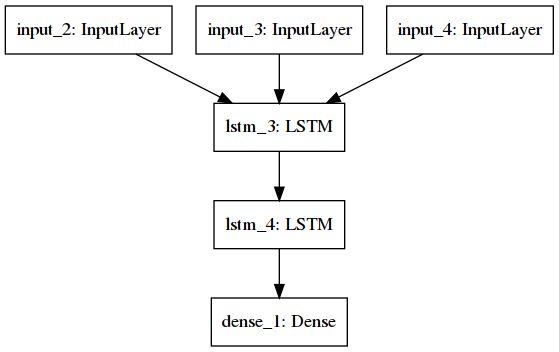 input_2: InputLayer
input_3: InputLayer
input_4: InputLayer
lstm_3: LSTM
lstm_4: LSTM
dense_1: Dense